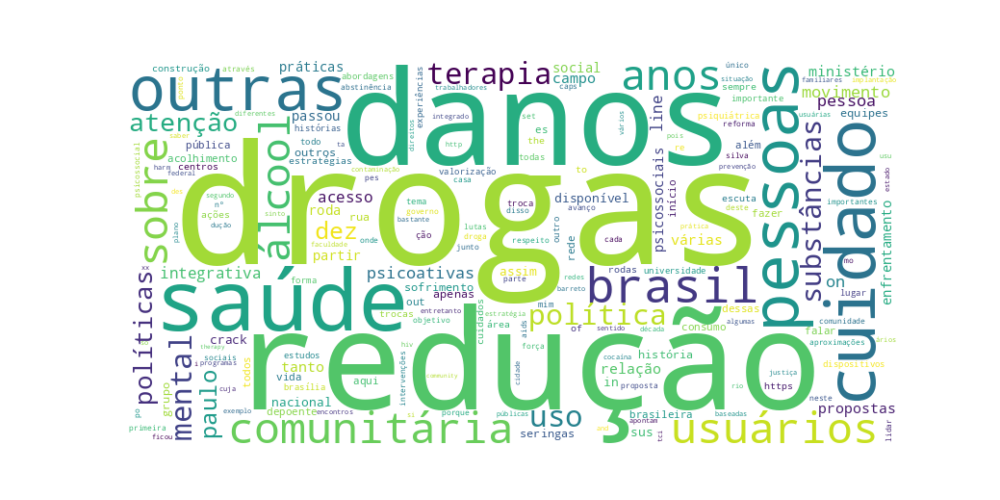 drogas
redução
danos
saúde
cuidado
pessoas
comunitária
usuários
outras
brasil
política
sobre
álcool
mental
políticas
terapia
anos
atenção
uso
dez
paulo
substâncias
integrativa
psicoativas
movimento
pessoa
ministério
práticas
social
campo
passou
construção
através
abordagens
abstinência
experiências
trabalhadores
caps
único
situação
sempre
familiares
implantação
importante
usuárias
equipes
psiquiátrica
reforma
além
silva
prevenção
pois
line
psicossociais
início
escuta
deste
fazer
prática
avanço
várias
disponível
to
es
the
set
http
integrado
direitos
vários
todas
valorização
casa
contaminação
pes
acesso
roda
rua
partir
onde
ção
tema
governo
bastante
lutas
droga
junto
respeito
troca
disso
outro
rede
cada
rodas
universidade
assim
parte
redes
barreto
mim
sofrimento
out
apenas
trocas
entretanto
objetivo
cuidados
área
estratégia
of
sentido
década
aids
hiv
força
intervenções
cidade
community
si
porque
públicas
and
proposta
cocaína
história
relação
in
consumo
dessas
algumas
falar
comunidade
aproximações
lugar
mo
on
enfrentamento
importantes
estado
usu
dispositivos
ários
https
justiça
rio
neste
propostas
baseadas
apontam
brasileira
sus
tci
lidar
seringas
depoente
encontros
nacional
brasília
vida
estudos
tanto
aqui
todos
grupo
crack
sociais
programas
therapy
cuja
exemplo
ficou
primeira
po
xx
forma
faculdade
sinto
dução
ações
nº
segundo
plano
federal
des
harm
saber
centros
acolhimento
pública
diferentes
psicossocial
todo
histórias
ta
outros
estratégias